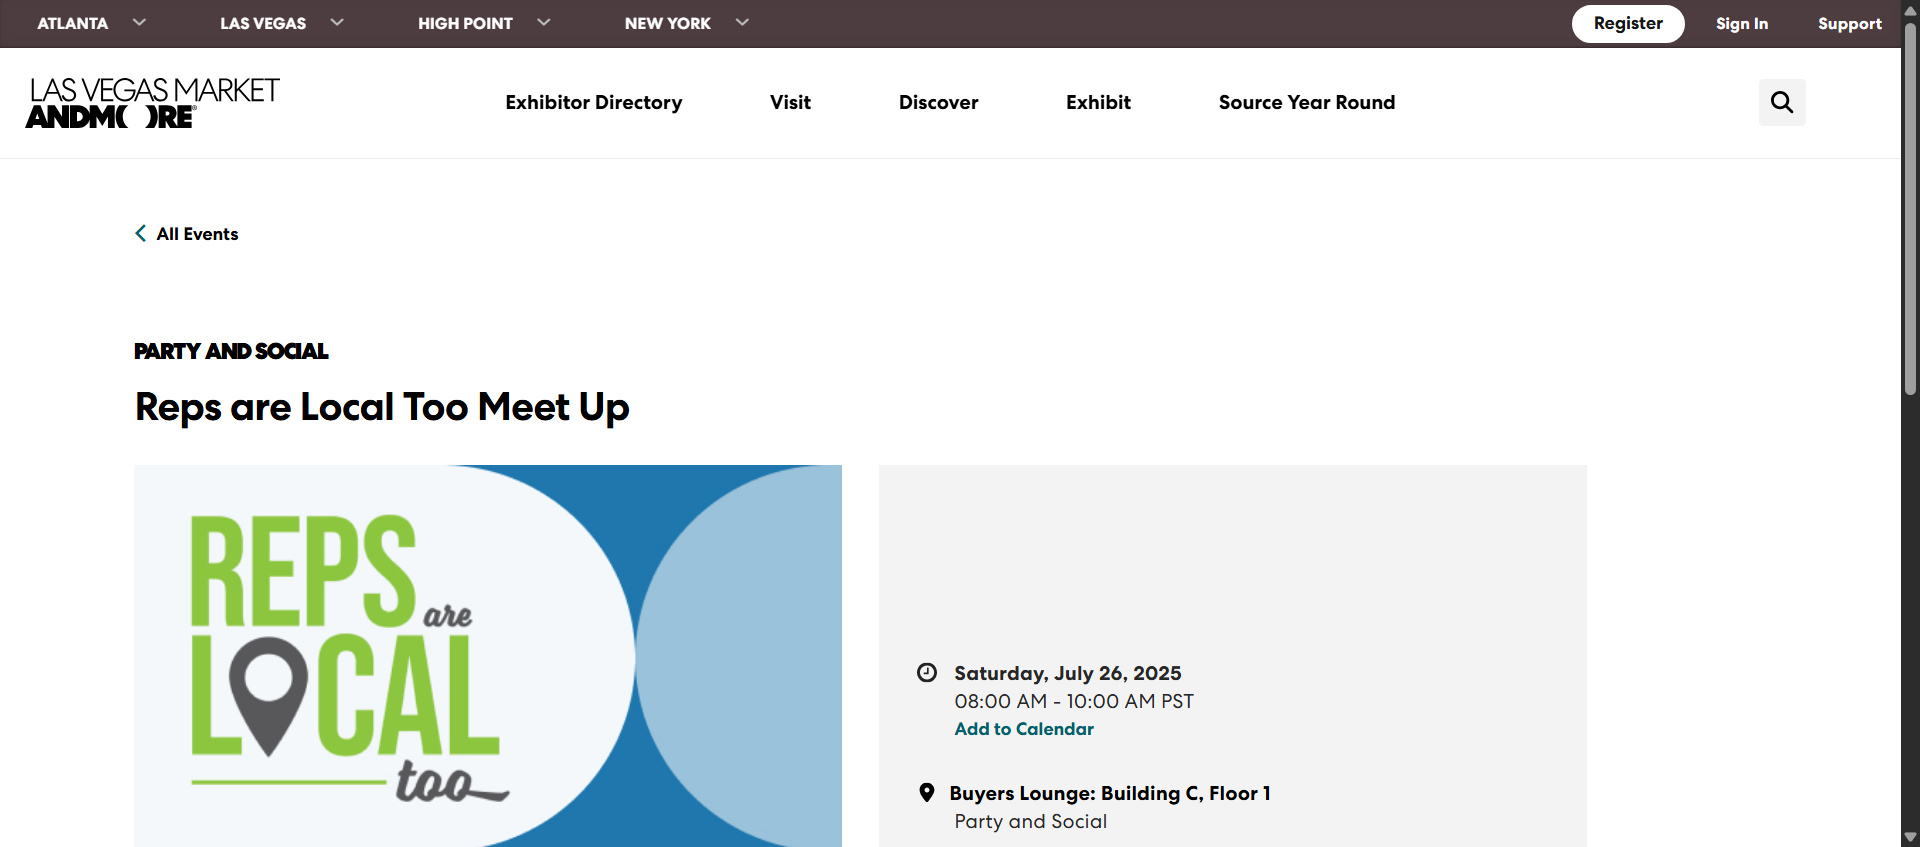 ATLANTA
LAS VEGAS
HIGH POINT
NEW YORK
Register
Sign In
Support
LAS VEGAS MARKET
ANDMORE
Exhibitor Directory
Visit
Discover
Exhibit
Source Year Round
All Events
PARTY AND SOCIAL
Reps are Local Too Meet Up
REPS are
LOCAL
too
Saturday, July 26, 2025
08:00 AM - 10:00 AM PST
Add to Calendar
Buyers Lounge: Building C, Floor 1
Party and Social